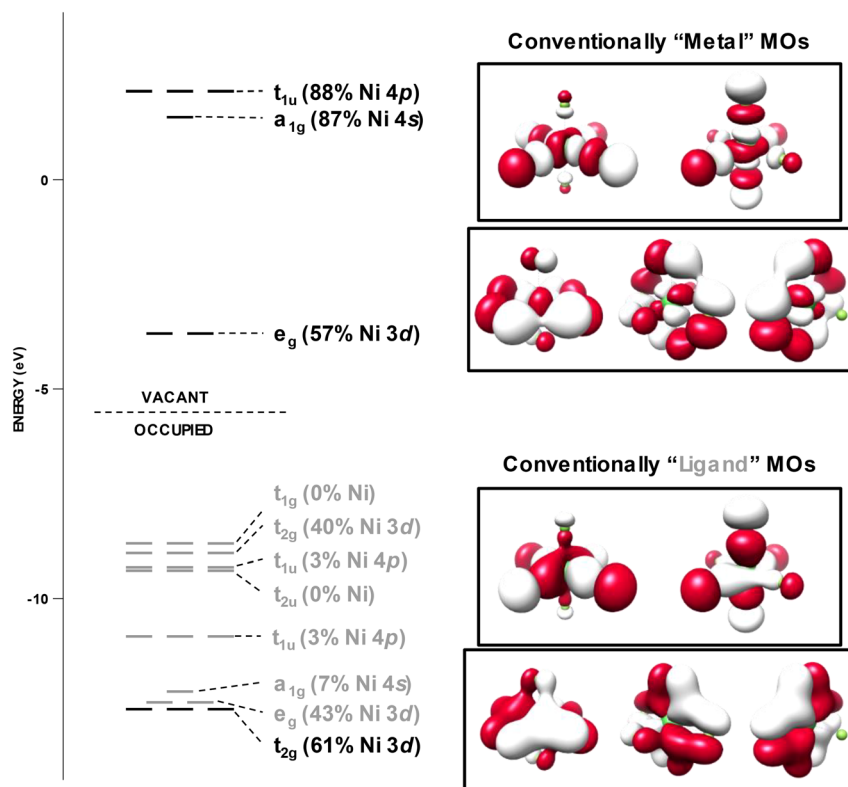 Conventionally “Metal” MOs
t1u (88% Ni 4p)
a1g (87% Ni 4s)
0
eg (57% Ni 3d)
ENERGY (eV)
-5
VACANT
OCCUPIED
Conventionally “Ligand” MOs
t1g (0% Ni)
t2g (40% Ni 3d)
t1u (3% Ni 4p)
t2u (0% Ni)
-10
t1u (3% Ni 4p)
a1g (7% Ni 4s)
eg (43% Ni 3d)
t2g (61% Ni 3d)